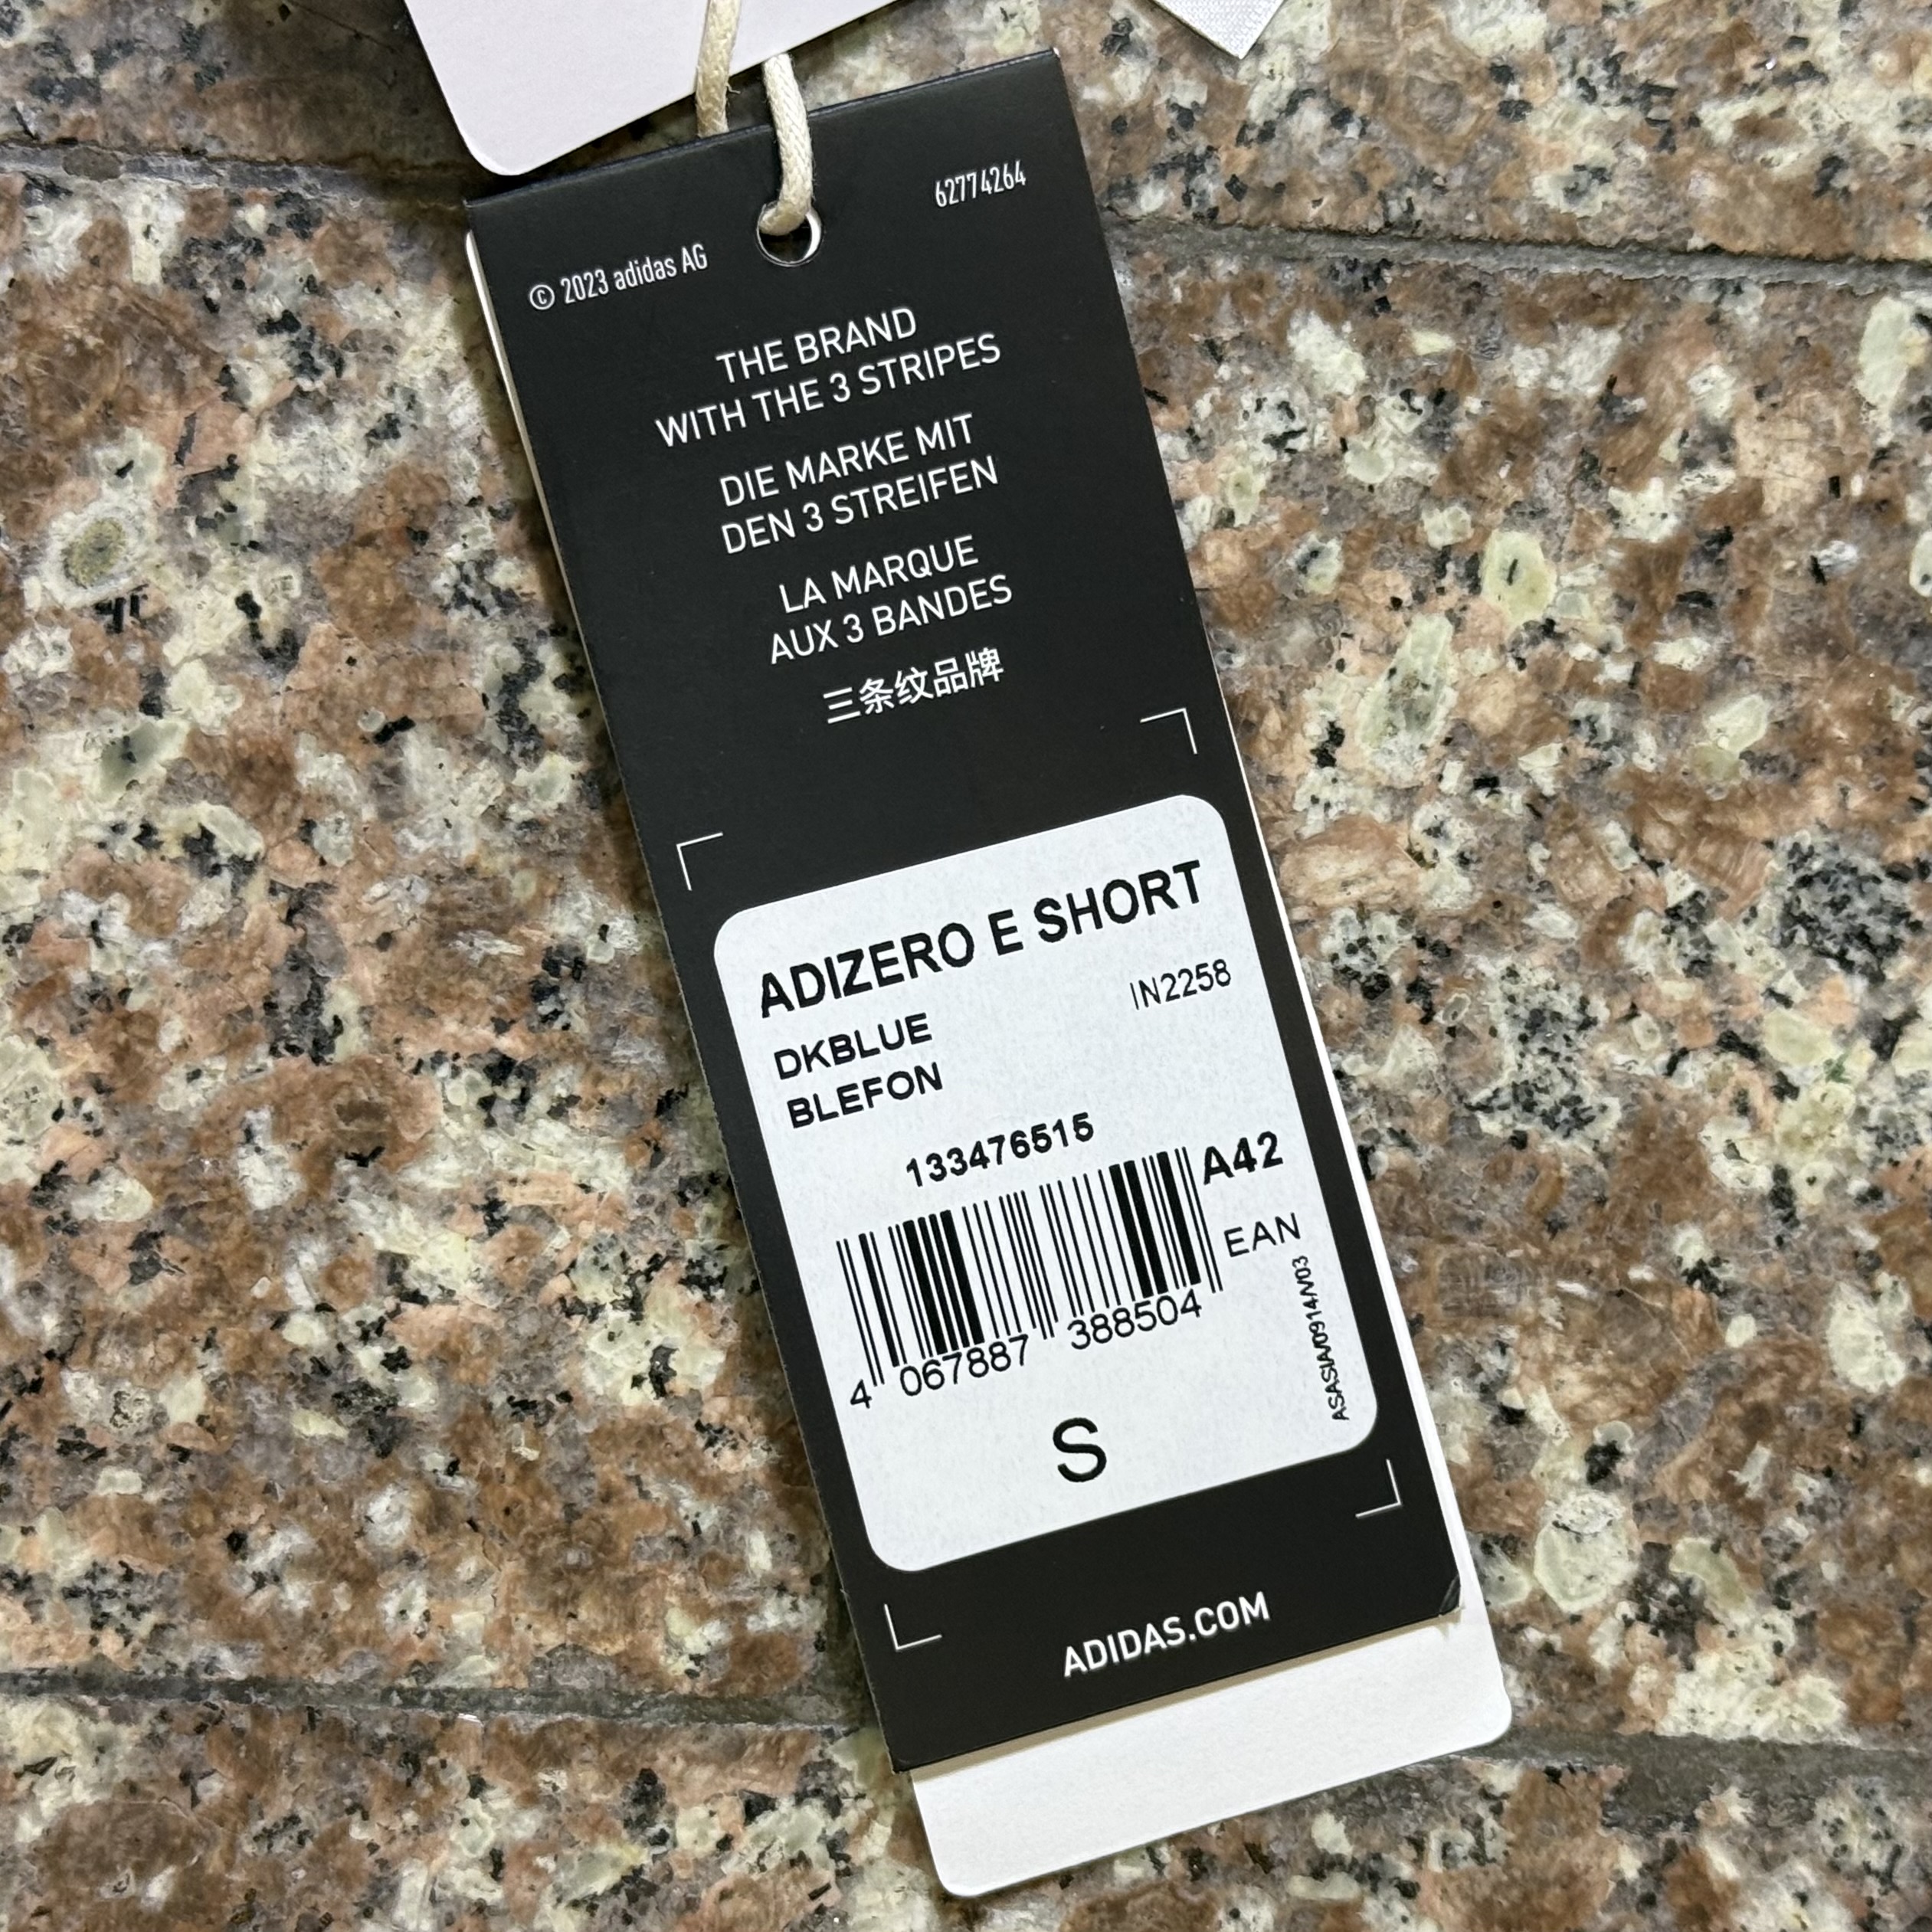 62774264
© 2023 adidas AG
THE BRAND
WITH THE 3 STRIPES
DIE MARKE MIT
DEN 3 STREIFEN
LA MARQUE
AUX 3 BANDES
三条纹品牌
ADIZERO E SHORT
IN2258
DKBLUE
BLEFON
133476515
A42
EAN
4 067887 388504
ASASIA/0914/V03
S
ADIDAS.COM